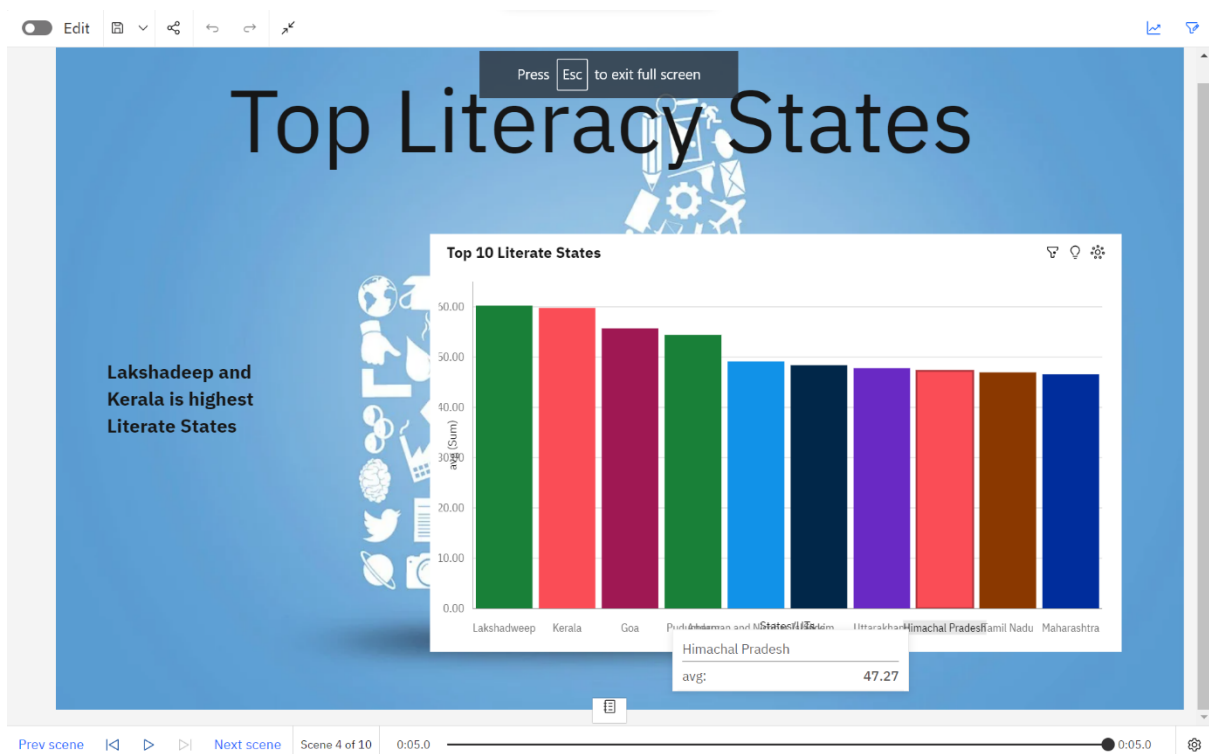 Edit
Press Esc to exit full screen
Top Literacy States
Top 10 Literate States
Lakshadeep and
Kerala is highest
Literate States
avg (Sum)
50.00
40.00
20.00
10.00
0.00
Lakshadweep Kerala Goa Uttarakhand Himachal Pradesh Tamil Nadu Maharashtra
States/UTs
Himachal Pradesh
avg: 47.27
Prev scene Next scene Scene 4 of 10 0:05.0 0:05.0